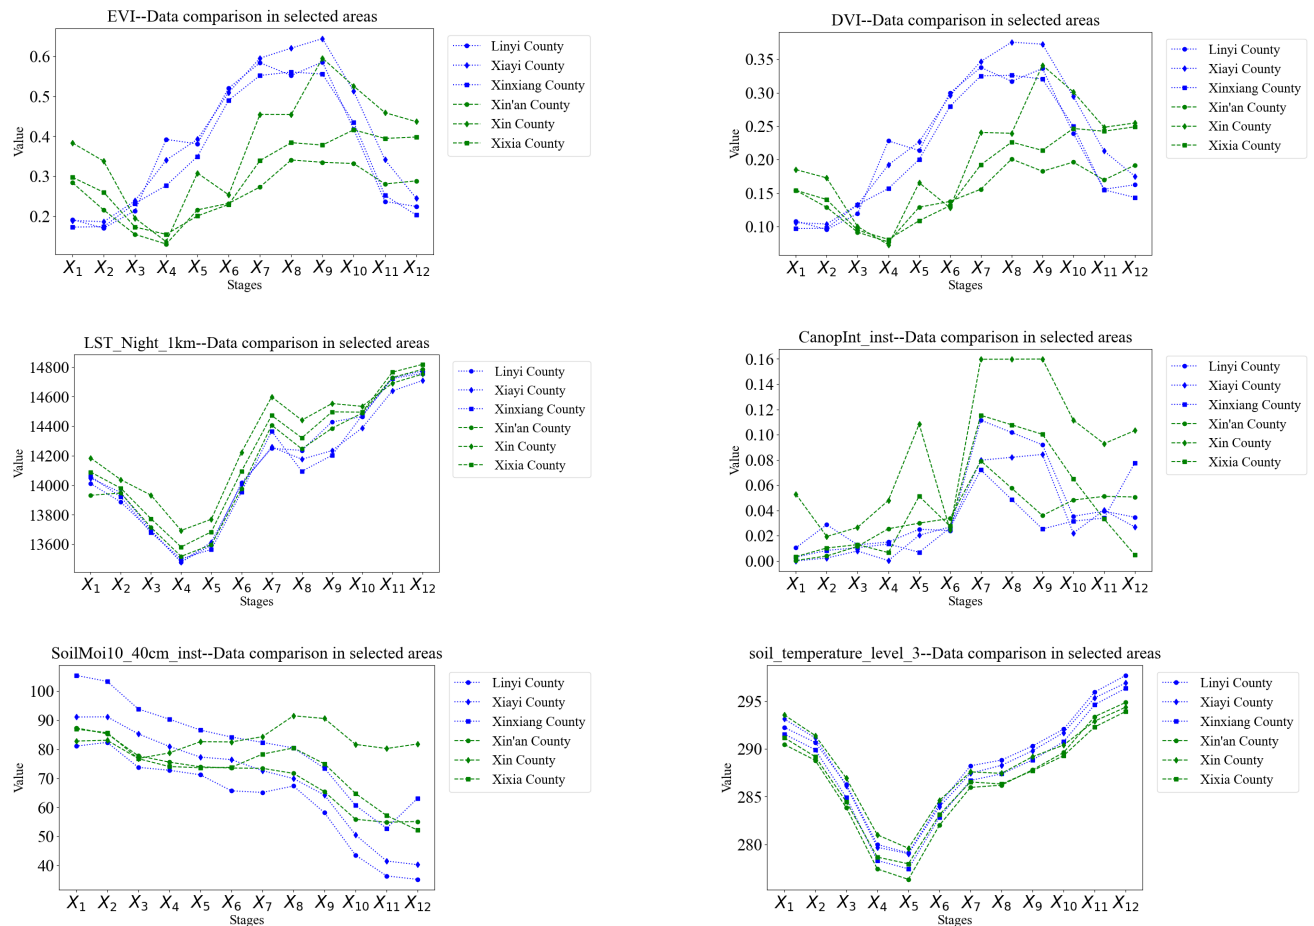 EVI--Data comparison in selected areas
Value
0.6
0.5
0.4
0.3
0.2
X1 X2 X3 X4 X5 X6 X7 X8 X9 X10 X11 X12
Stages
Linyi County
Xiayi County
Xinxiang County
Xin'an County
Xin County
Xixia County
DVI--Data comparison in selected areas
Value
0.35
0.30
0.25
0.20
0.15
0.10
X1 X2 X3 X4 X5 X6 X7 X8 X9 X10 X11 X12
Stages
Linyi County
Xiayi County
Xinxiang County
Xin'an County
Xin County
Xixia County
LST_Night_1km--Data comparison in selected areas
Value
14800
14600
14400
14200
14000
13800
13600
X1 X2 X3 X4 X5 X6 X7 X8 X9 X10 X11 X12
Stages
Linyi County
Xiayi County
Xinxiang County
Xin'an County
Xin County
Xixia County
CanopInt_inst--Data comparison in selected areas
Value
0.16
0.14
0.12
0.10
0.08
0.06
0.04
0.02
0.00
X1 X2 X3 X4 X5 X6 X7 X8 X9 X10 X11 X12
Stages
Linyi County
Xiayi County
Xinxiang County
Xin'an County
Xin County
Xixia County
SoilMoi10_40cm_inst--Data comparison in selected areas
Value
100
90
80
70
60
50
40
X1 X2 X3 X4 X5 X6 X7 X8 X9 X10 X11 X12
Stages
Linyi County
Xiayi County
Xinxiang County
Xin'an County
Xin County
Xixia County
soil_temperature_level_3--Data comparison in selected areas
Value
295
290
285
280
X1 X2 X3 X4 X5 X6 X7 X8 X9 X10 X11 X12
Stages
Linyi County
Xiayi County
Xinxiang County
Xin'an County
Xin County
Xixia County